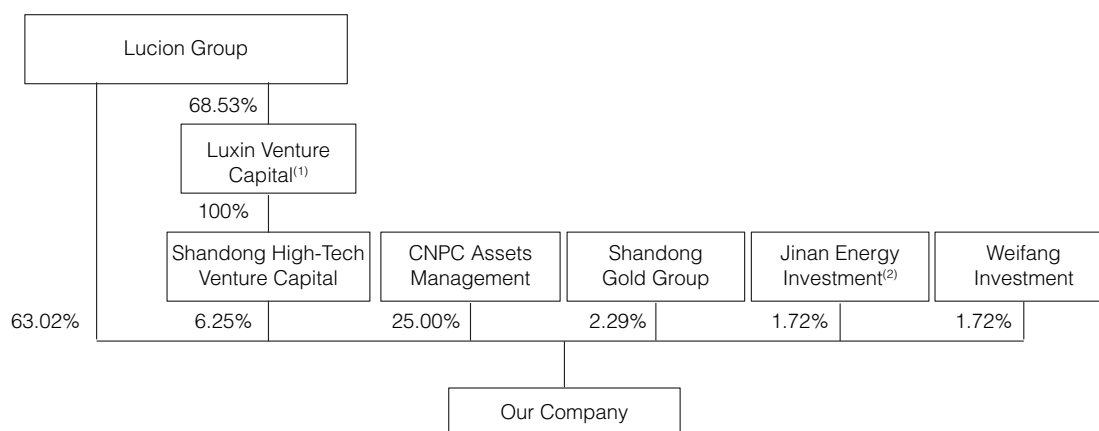 Lucion Group
68.53%
Luxin Venture
Capital(1)
100%
Shandong High-Tech
Venture Capital
CNPC Assets
Management
Shandong
Gold Group
Jinan Energy
Investment(2)
Weifang
Investment
63.02%
6.25%
25.00%
2.29%
1.72%
1.72%
Our Company